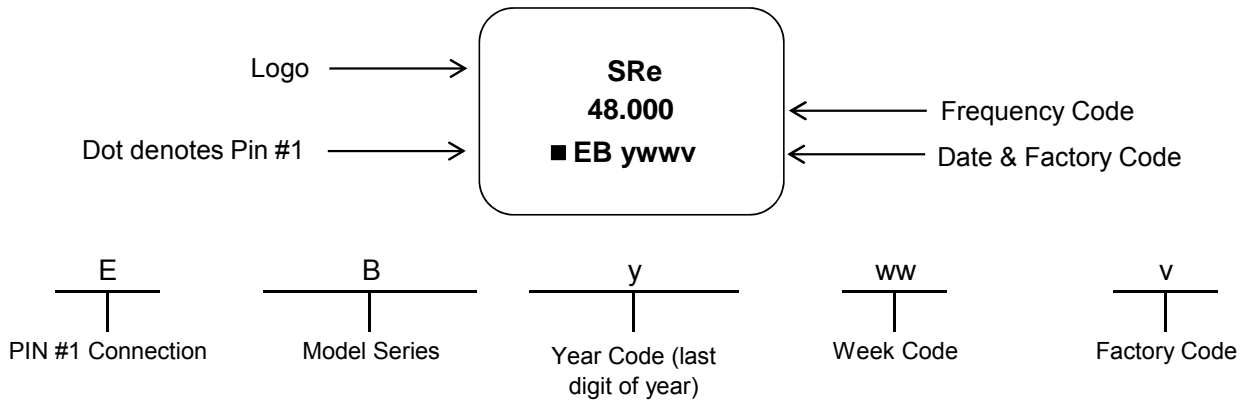 Logo
SRe
48.000
Frequency Code
Dot denotes Pin #1
■ EB ywwv
Date & Factory Code
E
B
y
ww
v
PIN #1 Connection
Model Series
Year Code (last
digit of year)
Week Code
Factory Code